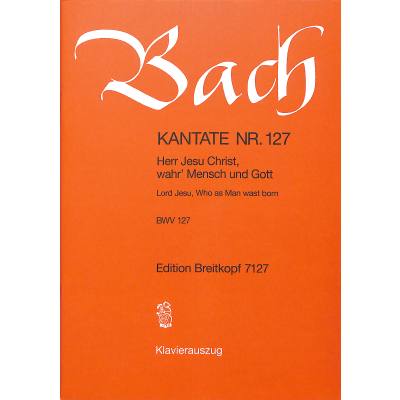 Bach
KANTATE NR. 127
Herr Jesu Christ,
wahr' Mensch und Gott
Lord Jesu, Who as Man wast born
BWV 127
Edition Breitkopf 7127
Klavierauszug